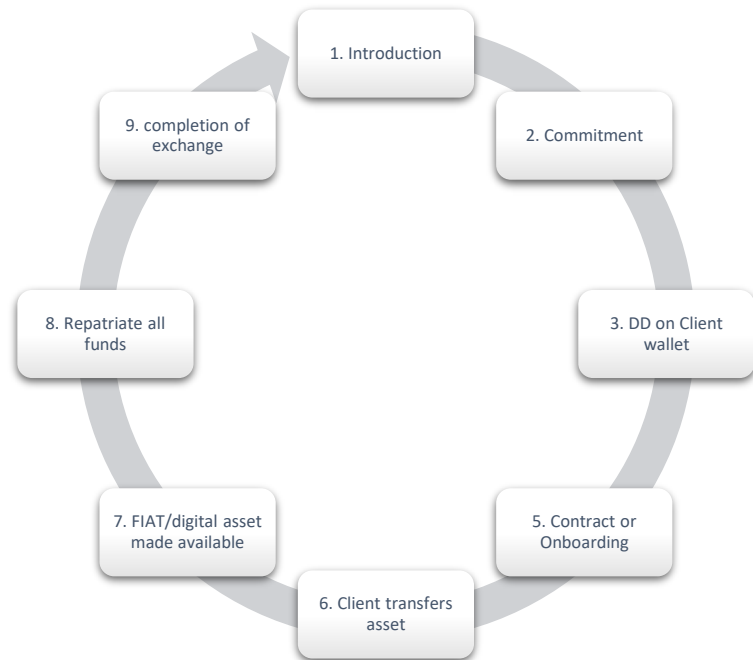 1. Introduction
2. Commitment
3. DD on Client
wallet
5. Contract or
Onboarding
6. Client transfers
asset
7. FIAT/digital asset
made available
8. Repatriate all
funds
9. completion of
exchange